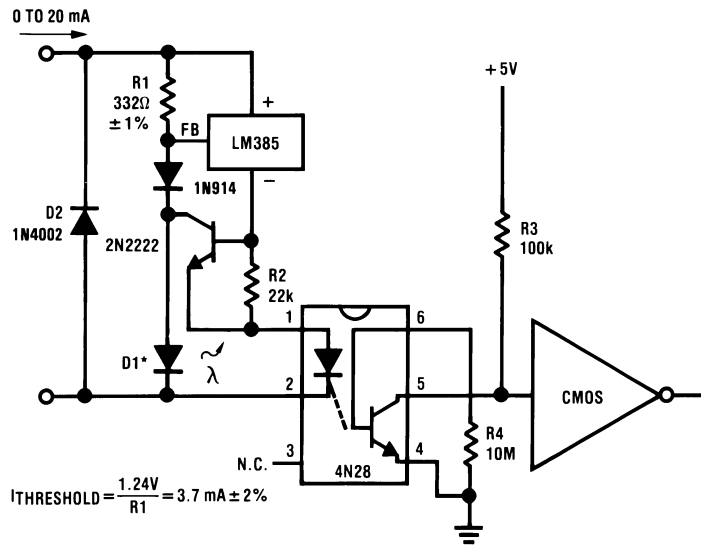 0 TO 20 mA
R1
332Ω
±1%
FB
+
LM385
−
1N914
+5V
D2
1N4002
2N2222
R2
22k
R3
100k
1
6
D1*
λ
2
5
CMOS
3
4
N.C.
4N28
R4
10M
ITHRESHOLD = 1.24V / R1 = 3.7 mA ± 2%